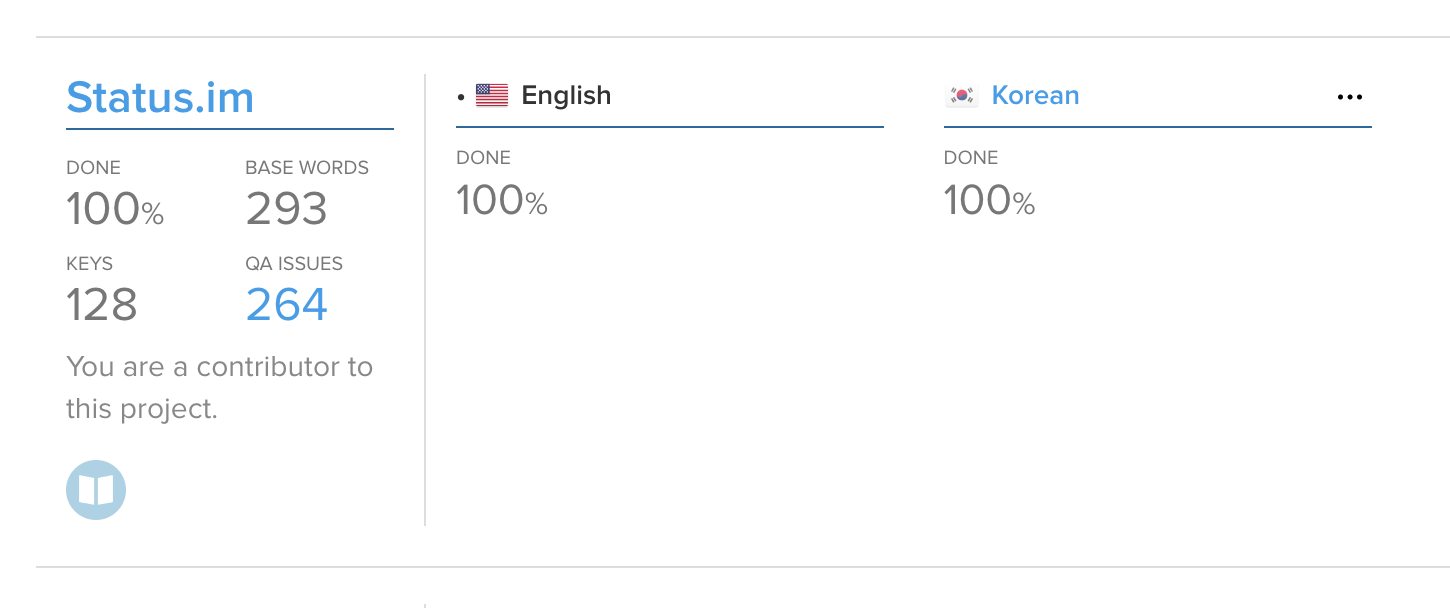 Status.im
DONE
100%
BASE WORDS
293
KEYS
128
QA ISSUES
264
You are a contributor to
this project.
• English
DONE
100%
Korean
•••
DONE
100%